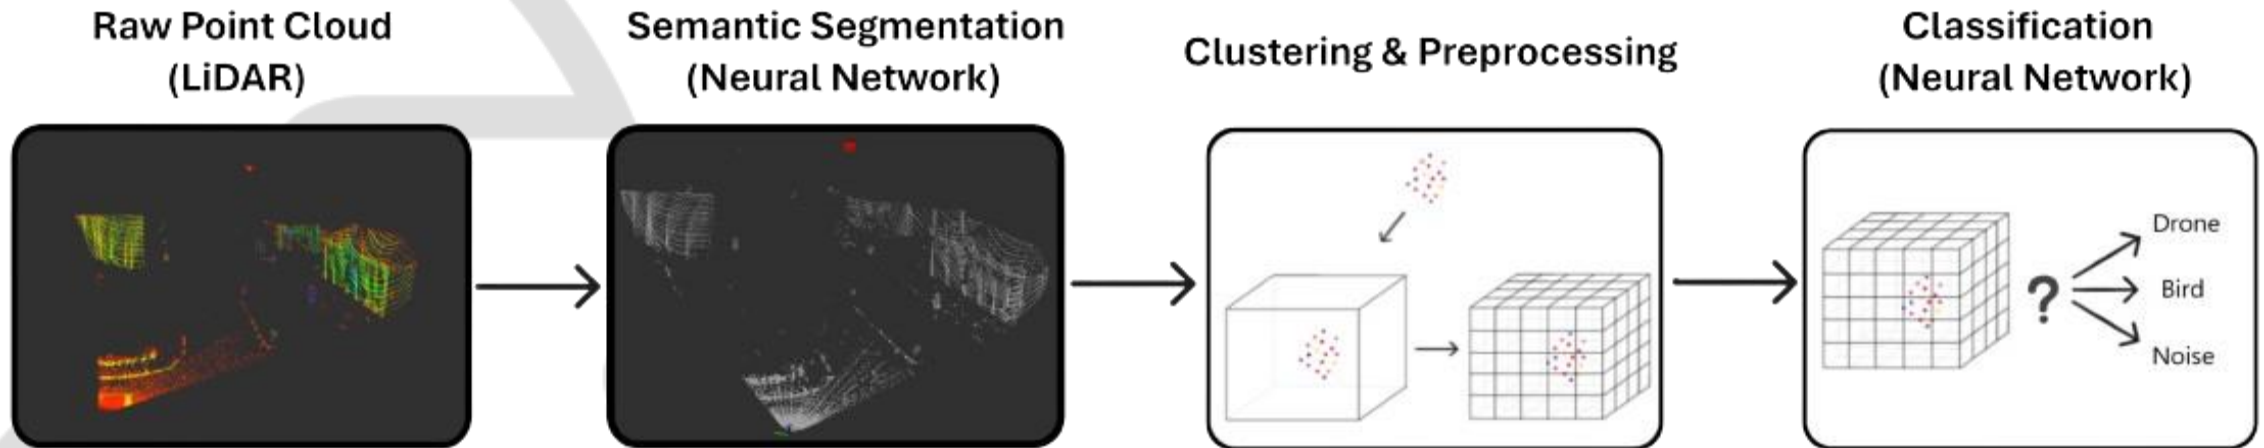 Raw Point Cloud
(LiDAR)
Semantic Segmentation
(Neural Network)
Clustering & Preprocessing
Classification
(Neural Network)
?
Drone
Bird
Noise